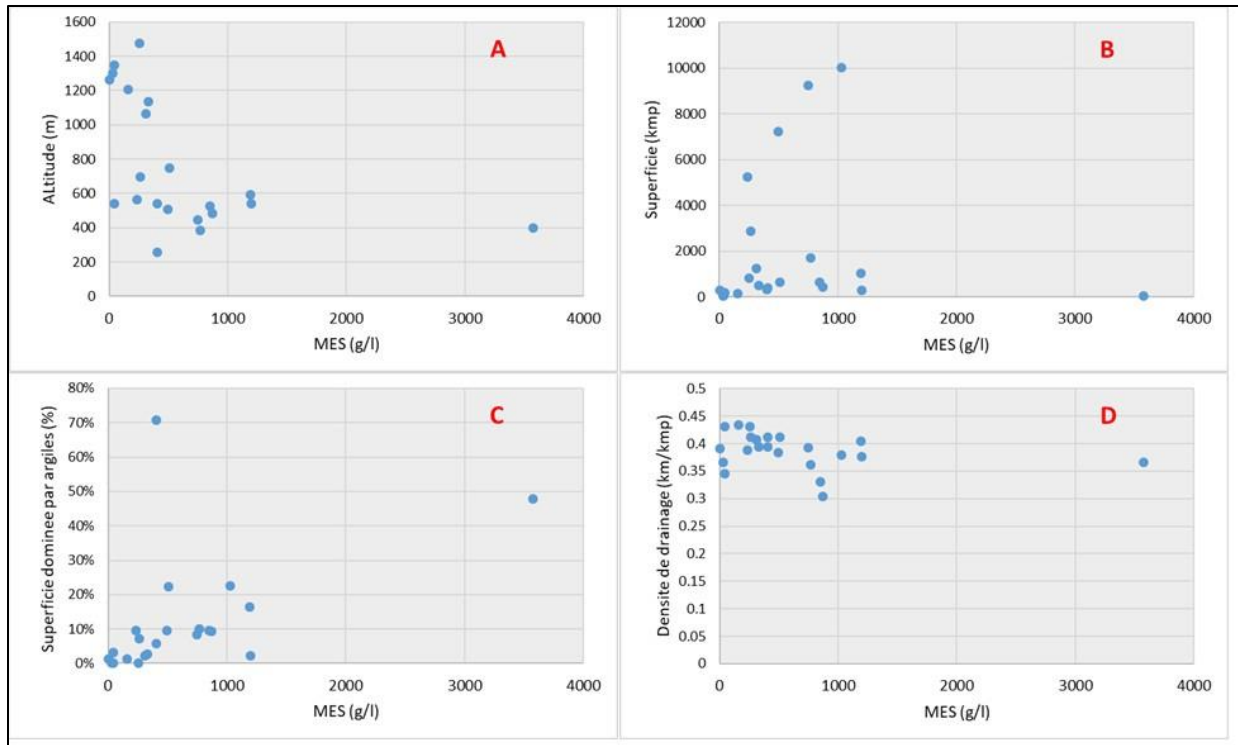 A
ALtitude (m)
1600
1400
1200
1000
800
600
400
200
0
0 1000 2000 3000 4000
MES (g/l)
B
Superficie (kmp)
12000
10000
8000
6000
4000
2000
0
0 1000 2000 3000 4000
MES (g/l)
C
Superficie dominee par argiles (%)
80%
70%
60%
50%
40%
30%
20%
10%
0%
0 1000 2000 3000 4000
MES (g/l)
D
Densite de drainage (km/kmp)
0.5
0.45
0.4
0.35
0.3
0.25
0.2
0.15
0.1
0.05
0
0 1000 2000 3000 4000
MES (g/l)